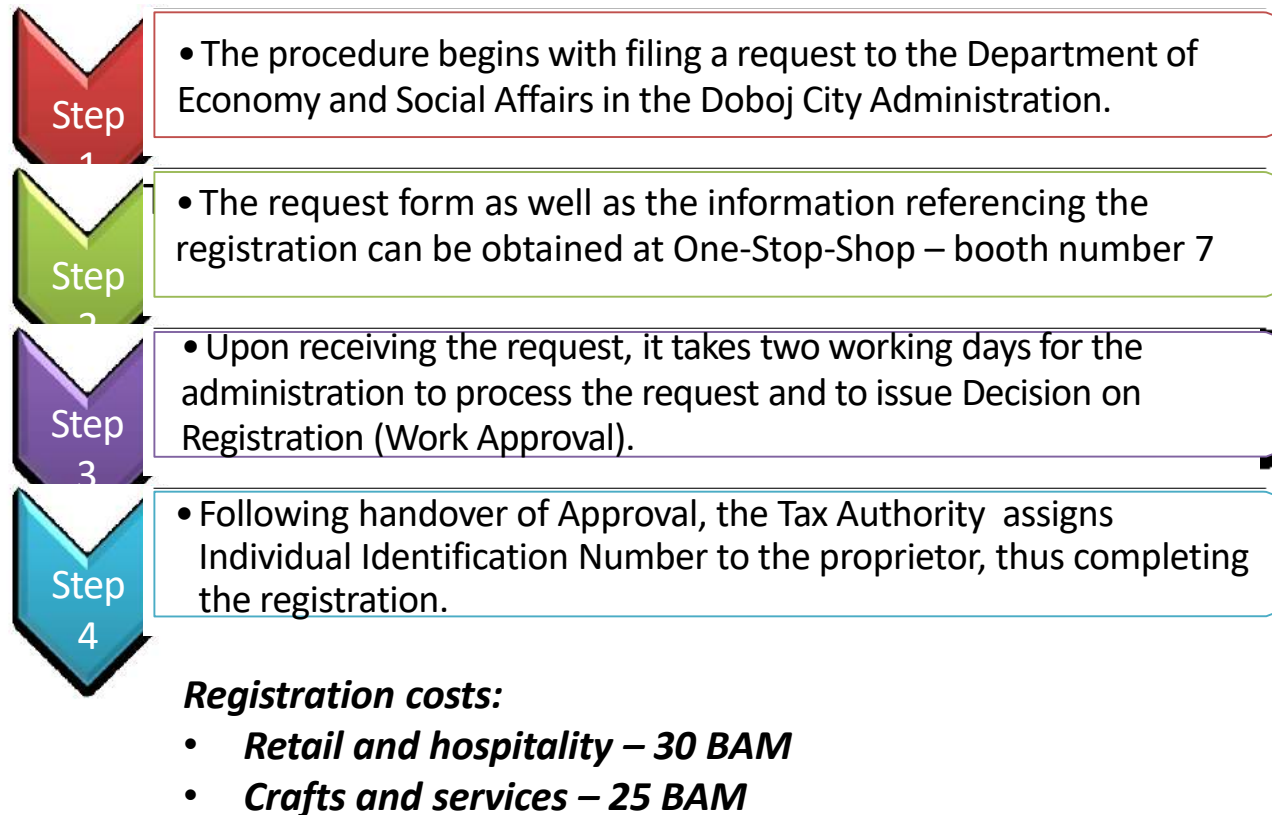 Step
1
• The procedure begins with filing a request to the Department of
Economy and Social Affairs in the Doboj City Administration.
Step
2
• The request form as well as the information referencing the
registration can be obtained at One-Stop-Shop – booth number 7
Step
3
• Upon receiving the request, it takes two working days for the
administration to process the request and to issue Decision on
Registration (Work Approval).
Step
4
• Following handover of Approval, the Tax Authority assigns
Individual Identification Number to the proprietor, thus completing
the registration.
Registration costs:
• Retail and hospitality – 30 BAM
• Crafts and services – 25 BAM